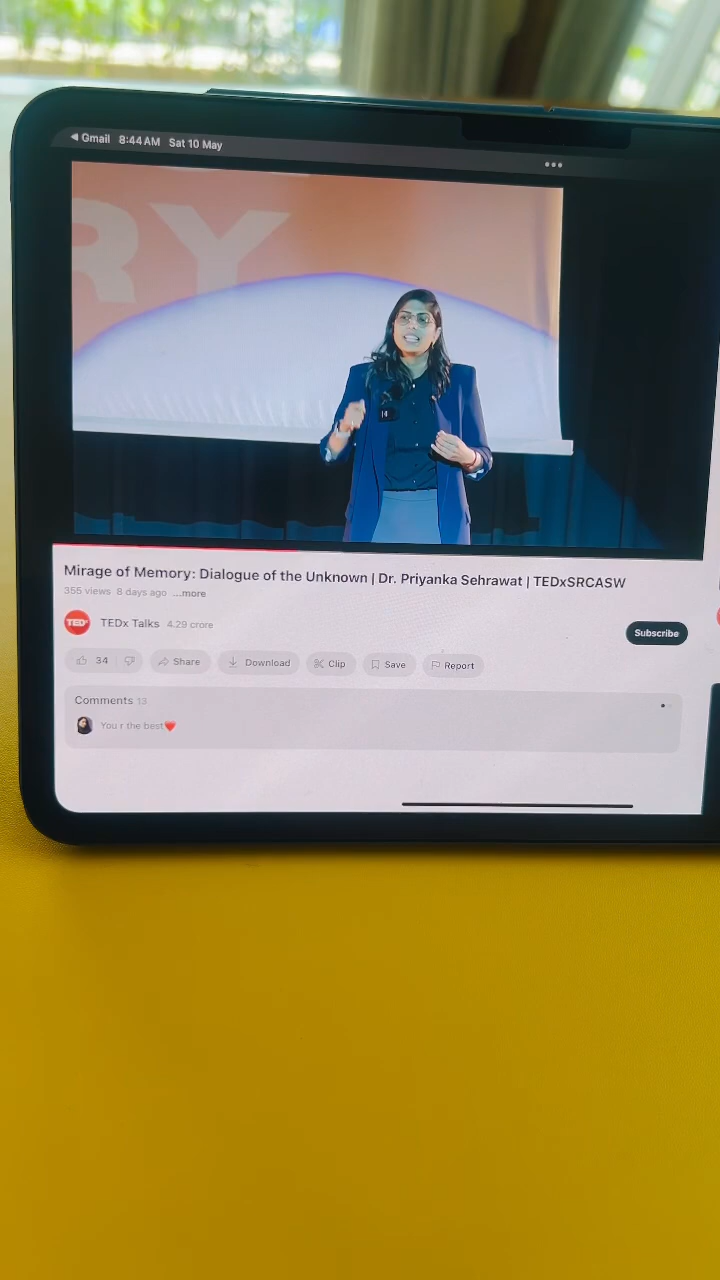 ◀ Gmail 8:44 AM Sat 10 May
RY
14
Mirage of Memory: Dialogue of the Unknown | Dr. Priyanka Sehrawat | TEDxSRCASW
355 views 8 days ago ...more
TEDx TEDx Talks 4.29 crore Subscribe
34 Share Download Clip Save Report
Comments 13
You r the best❤️